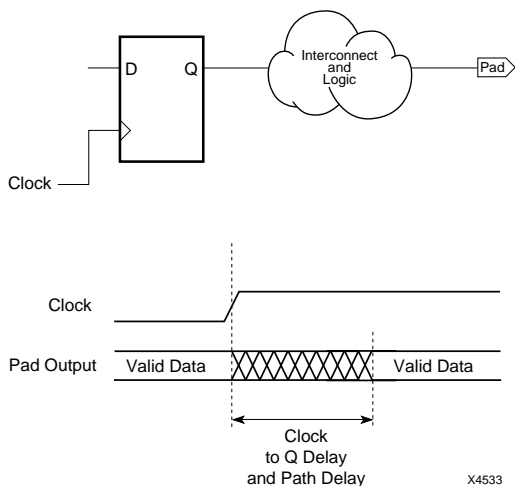 D
Q
Interconnect
and
Logic
Pad
Clock
Clock
Pad Output
Valid Data
Valid Data
Clock
to Q Delay
and Path Delay
X4533